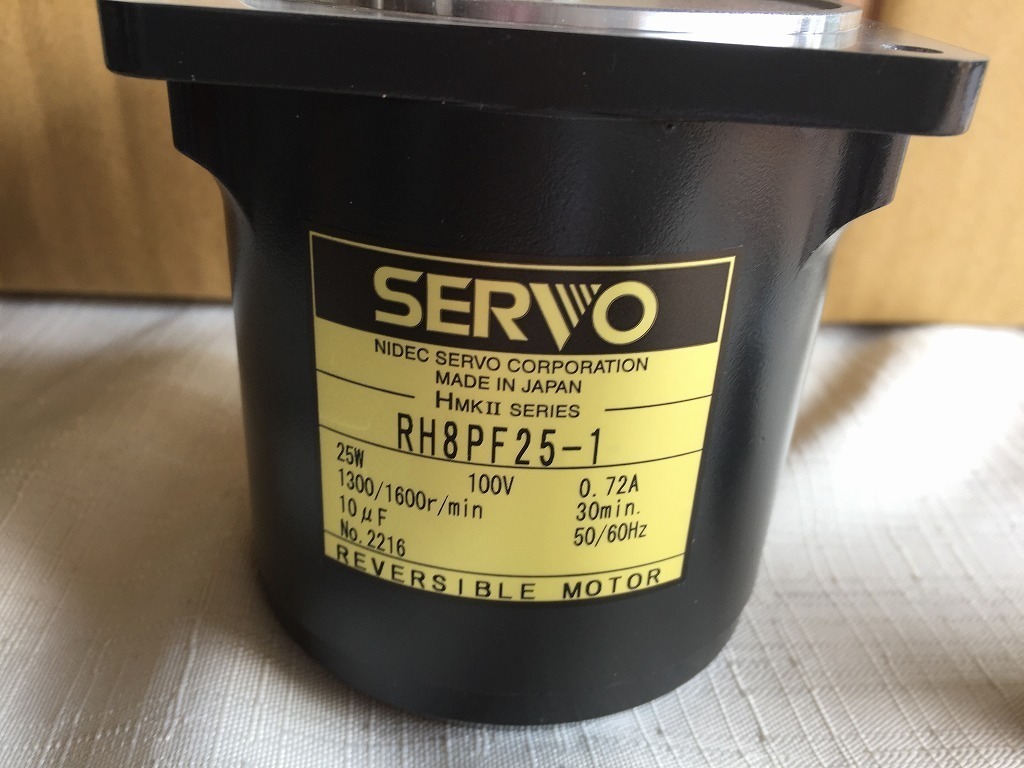 SERVO
NIDEC SERVO CORPORATION
MADE IN JAPAN
HMKII SERIES
RH8PF25-1
25W 100V 0.72A
1300/1600r/min 30min.
10μF 50/60Hz
No.2216
REVERSIBLE MOTOR